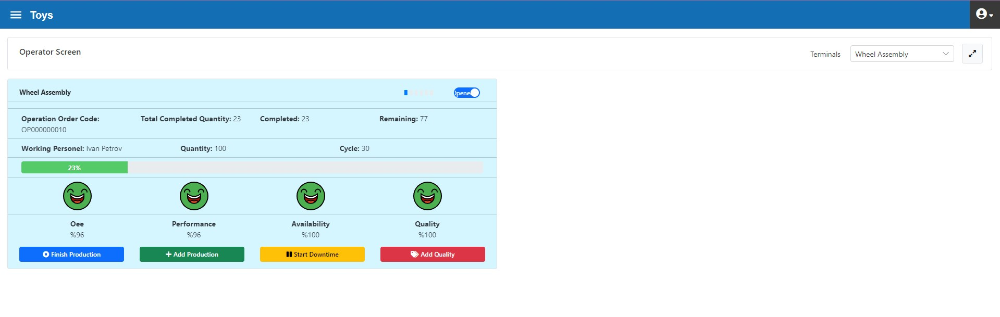 Toys
Operator Screen
Terminals
Wheel Assembly
Wheel Assembly
Opene
Operation Order Code:
OP000000010
Total Completed Quantity: 23
Completed: 23
Remaining: 77
Working Personel: Ivan Petrov
Quantity: 100
Cycle: 30
23%
Oee
%96
Performance
%96
Availability
%100
Quality
%100
Finish Production
Add Production
Start Downtime
Add Quality